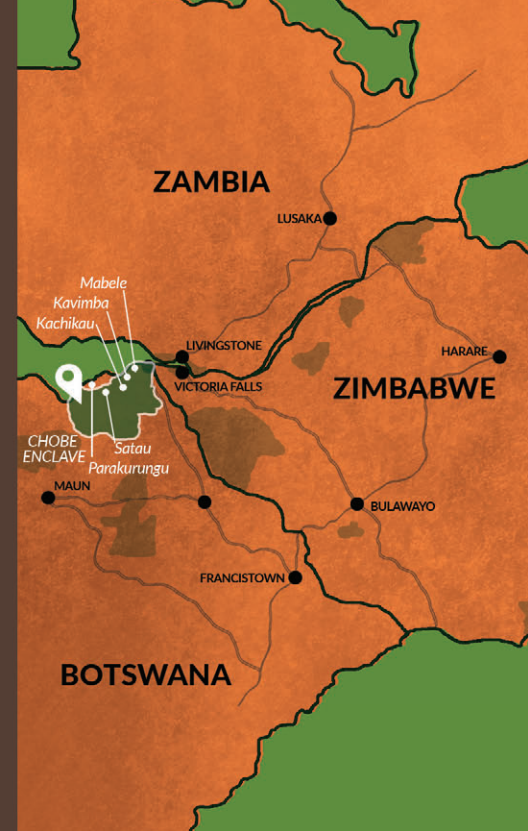 ZAMBIA
LUSAKA
Mabele
Kavimba
Kachikau
LIVINGSTONE
HARARE
VICTORIA FALLS
ZIMBABWE
CHOBE
ENCLAVE
Satau
Parakurungu
MAUN
BULAWAYO
FRANCISTOWN
BOTSWANA